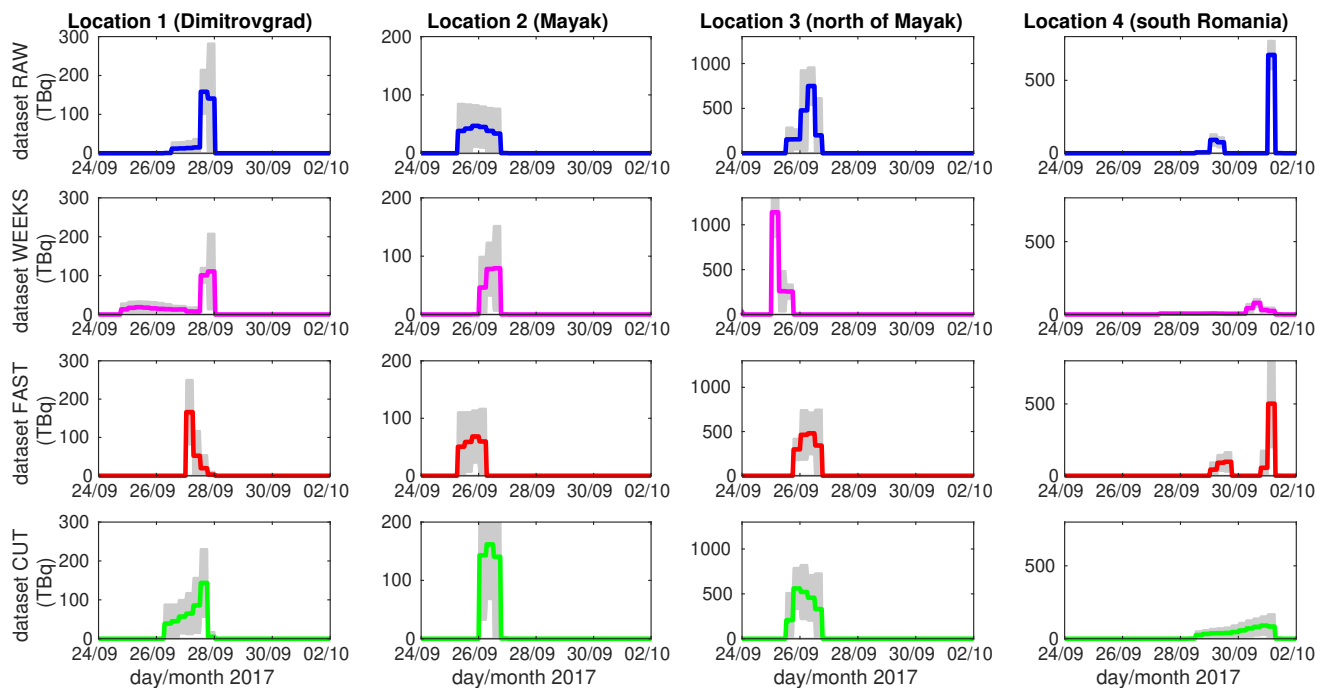 Location 1 (Dimitrovgrad) Location 2 (Mayak) Location 3 (north of Mayak) Location 4 (south Romania)
dataset RAW
(TBq)
300
200
100
0
24/09 26/09 28/09 30/09 02/10
200
100
0
24/09 26/09 28/09 30/09 02/10
1000
500
0
24/09 26/09 28/09 30/09 02/10
500
0
24/09 26/09 28/09 30/09 02/10
dataset WEEKS
(TBq)
300
200
100
0
24/09 26/09 28/09 30/09 02/10
200
100
0
24/09 26/09 28/09 30/09 02/10
1000
500
0
24/09 26/09 28/09 30/09 02/10
500
0
24/09 26/09 28/09 30/09 02/10
dataset FAST
(TBq)
300
200
100
0
24/09 26/09 28/09 30/09 02/10
200
100
0
24/09 26/09 28/09 30/09 02/10
1000
500
0
24/09 26/09 28/09 30/09 02/10
500
0
24/09 26/09 28/09 30/09 02/10
dataset CUT
(TBq)
300
200
100
0
24/09 26/09 28/09 30/09 02/10
day/month 2017
200
100
0
24/09 26/09 28/09 30/09 02/10
day/month 2017
1000
500
0
24/09 26/09 28/09 30/09 02/10
day/month 2017
500
0
24/09 26/09 28/09 30/09 02/10
day/month 2017